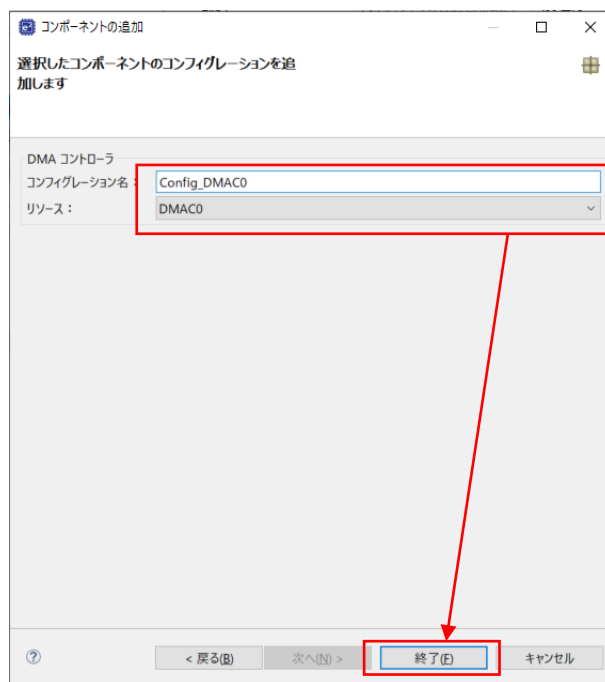 コンポーネントの追加
選択したコンポーネントのコンフィグレーションを追
加します
DMA コントローラ
コンフィグレーション名：
Config_DMAC0
リソース：
DMAC0
< 戻る(B)
次へ(N) >
終了(F)
キャンセル